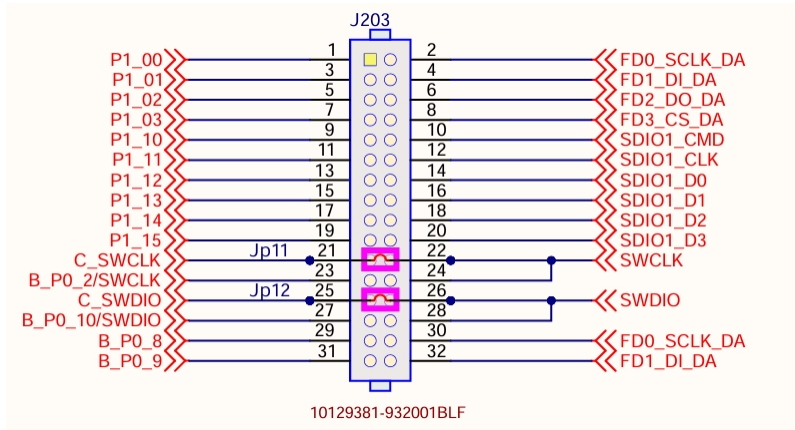 J203
P1_00 1 2 FD0_SCLK_DA
P1_01 3 4 FD1_DI_DA
P1_02 5 6 FD2_DO_DA
P1_03 7 8 FD3_CS_DA
P1_10 9 10 SDIO1_CMD
P1_11 11 12 SDIO1_CLK
P1_12 13 14 SDIO1_D0
P1_13 15 16 SDIO1_D1
P1_14 17 18 SDIO1_D2
P1_15 19 20 SDIO1_D3
C_SWCLK Jp11 21 22 SWCLK
B_P0_2/SWCLK 23 24
C_SWDIO Jp12 25 26 SWDIO
B_P0_10/SWDIO 27 28
B_P0_8 29 30 FD0_SCLK_DA
B_P0_9 31 32 FD1_DI_DA
10129381-932001BLF